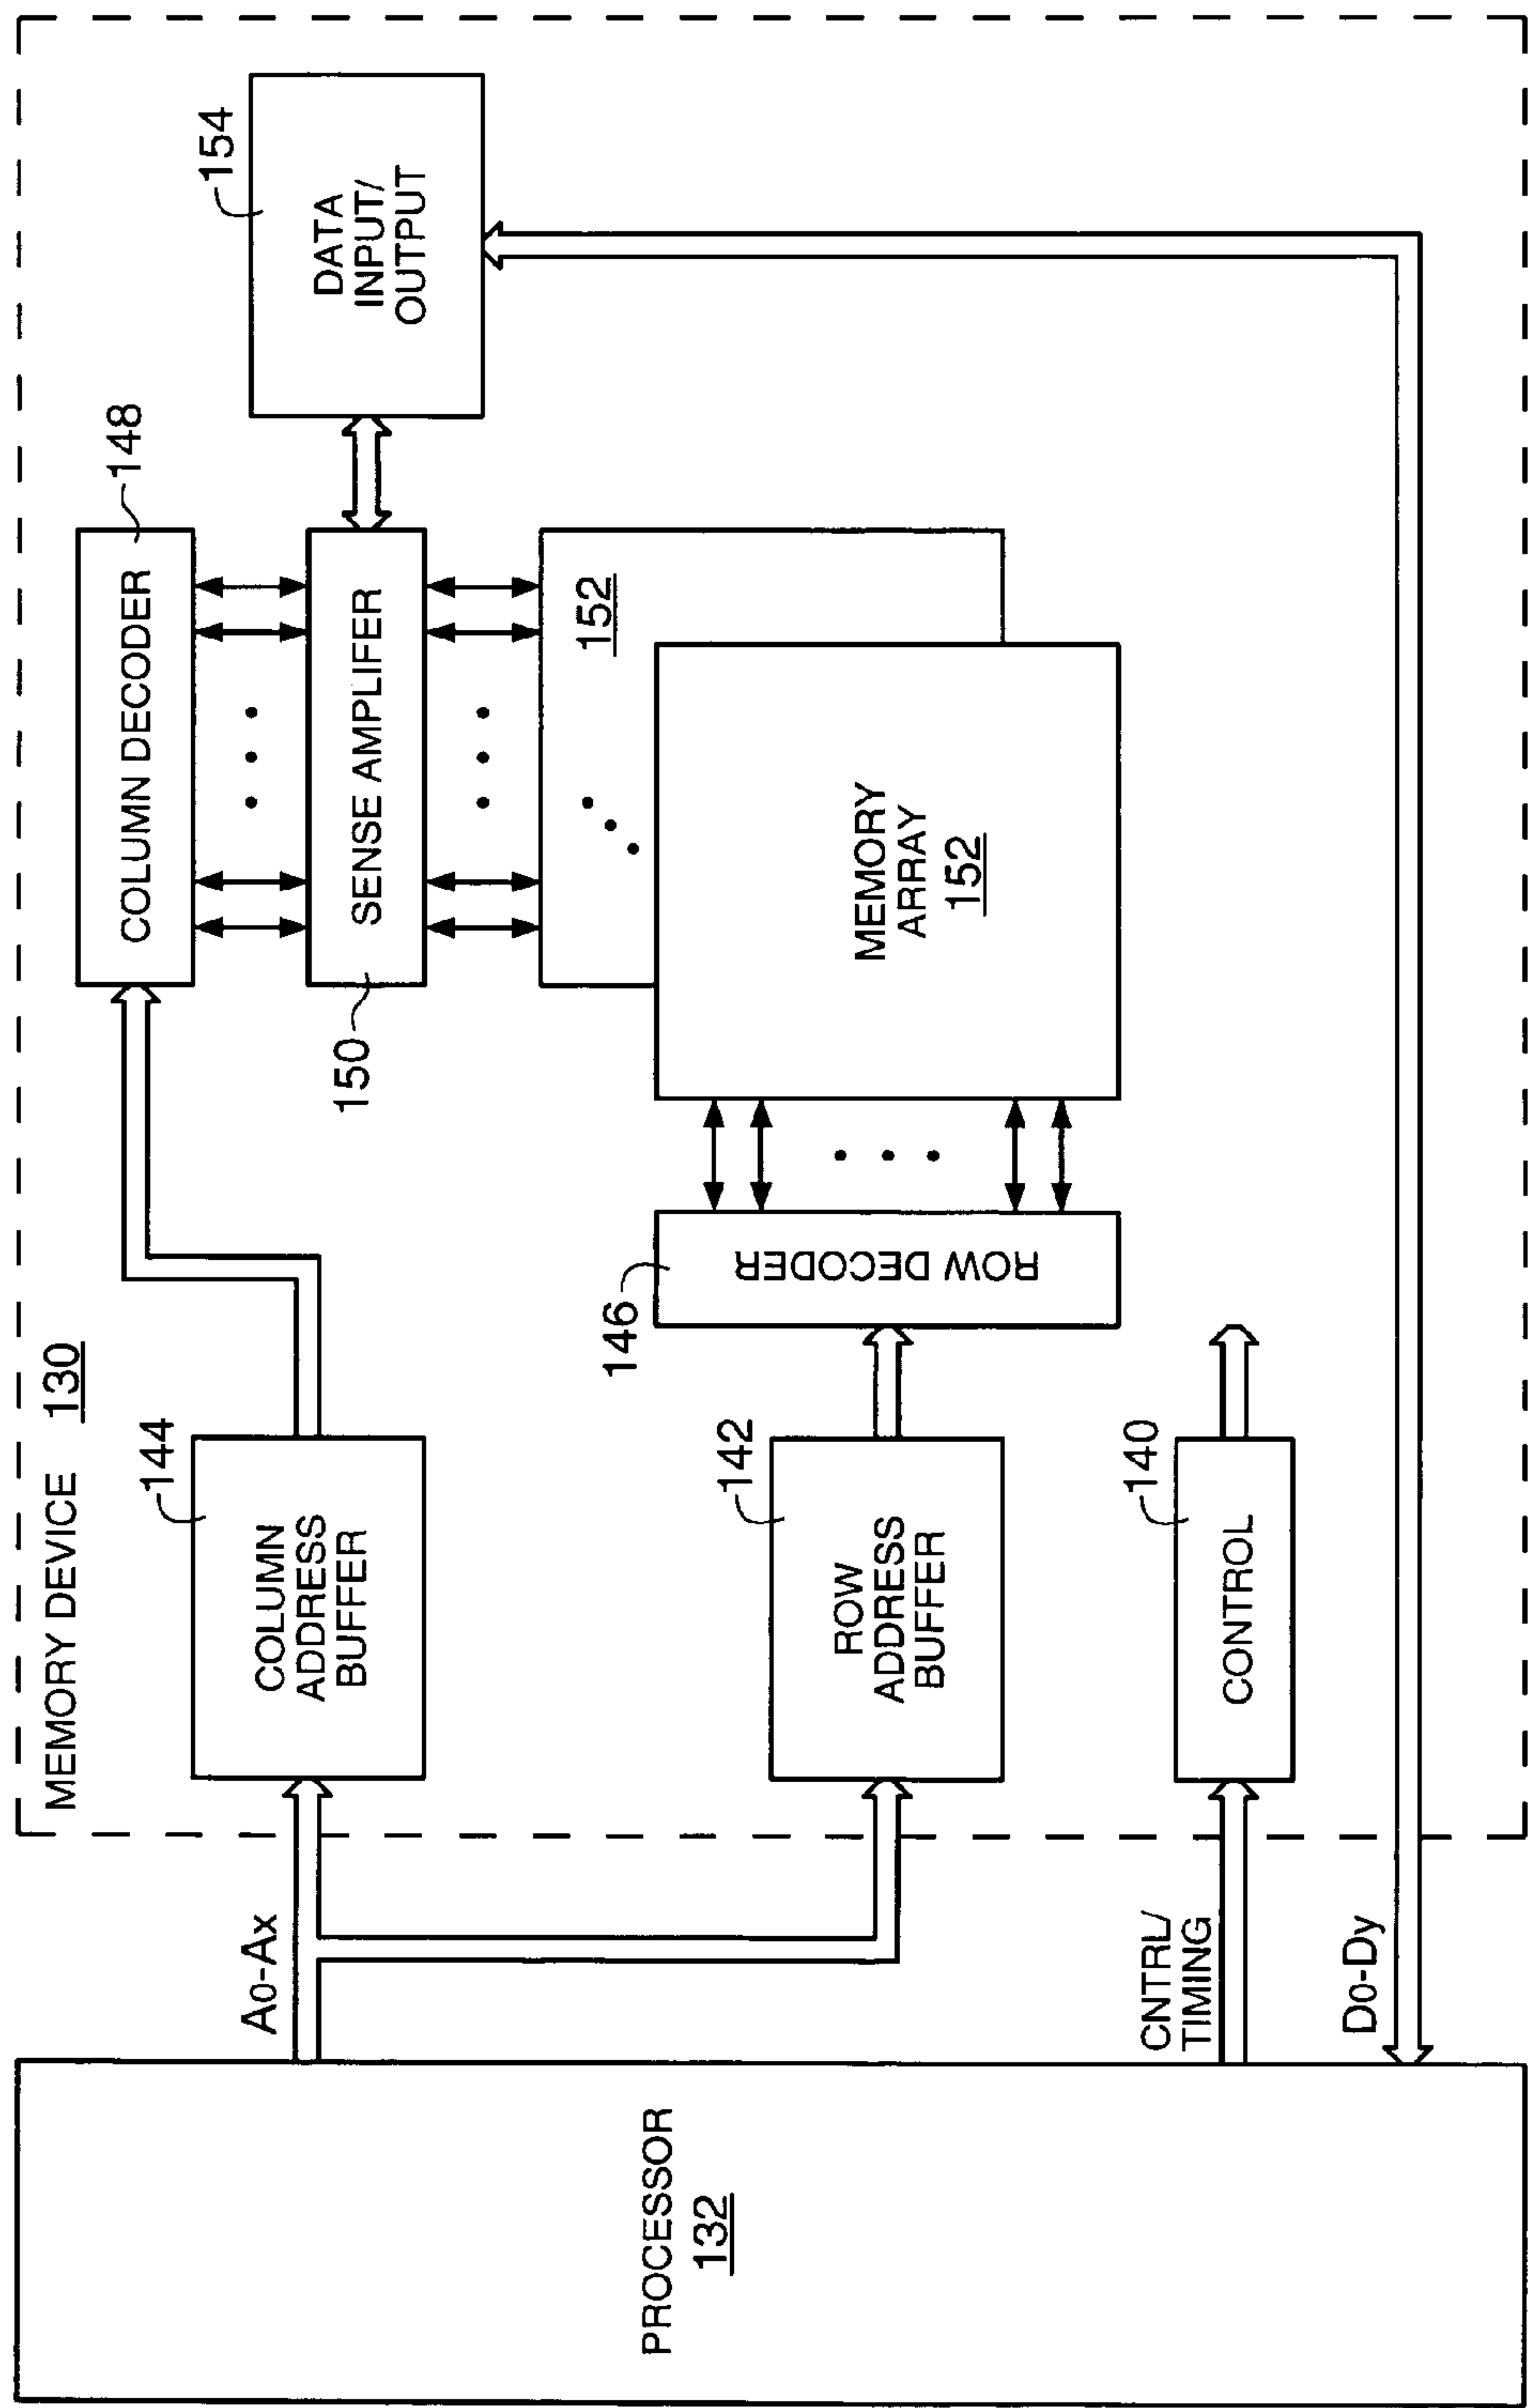 MEMORY DEVICE 130
PROCESSOR
132
A0-Ax
CNTRL/
TIMING
D0-Dy
144
COLUMN
ADDRESS
BUFFER
142
ROW
ADDRESS
BUFFER
140
CONTROL
146
ROW DECODER
COLUMN DECODER
148
SENSE AMPLIFER
150
152
MEMORY
ARRAY
152
154
DATA
INPUT/
OUTPUT